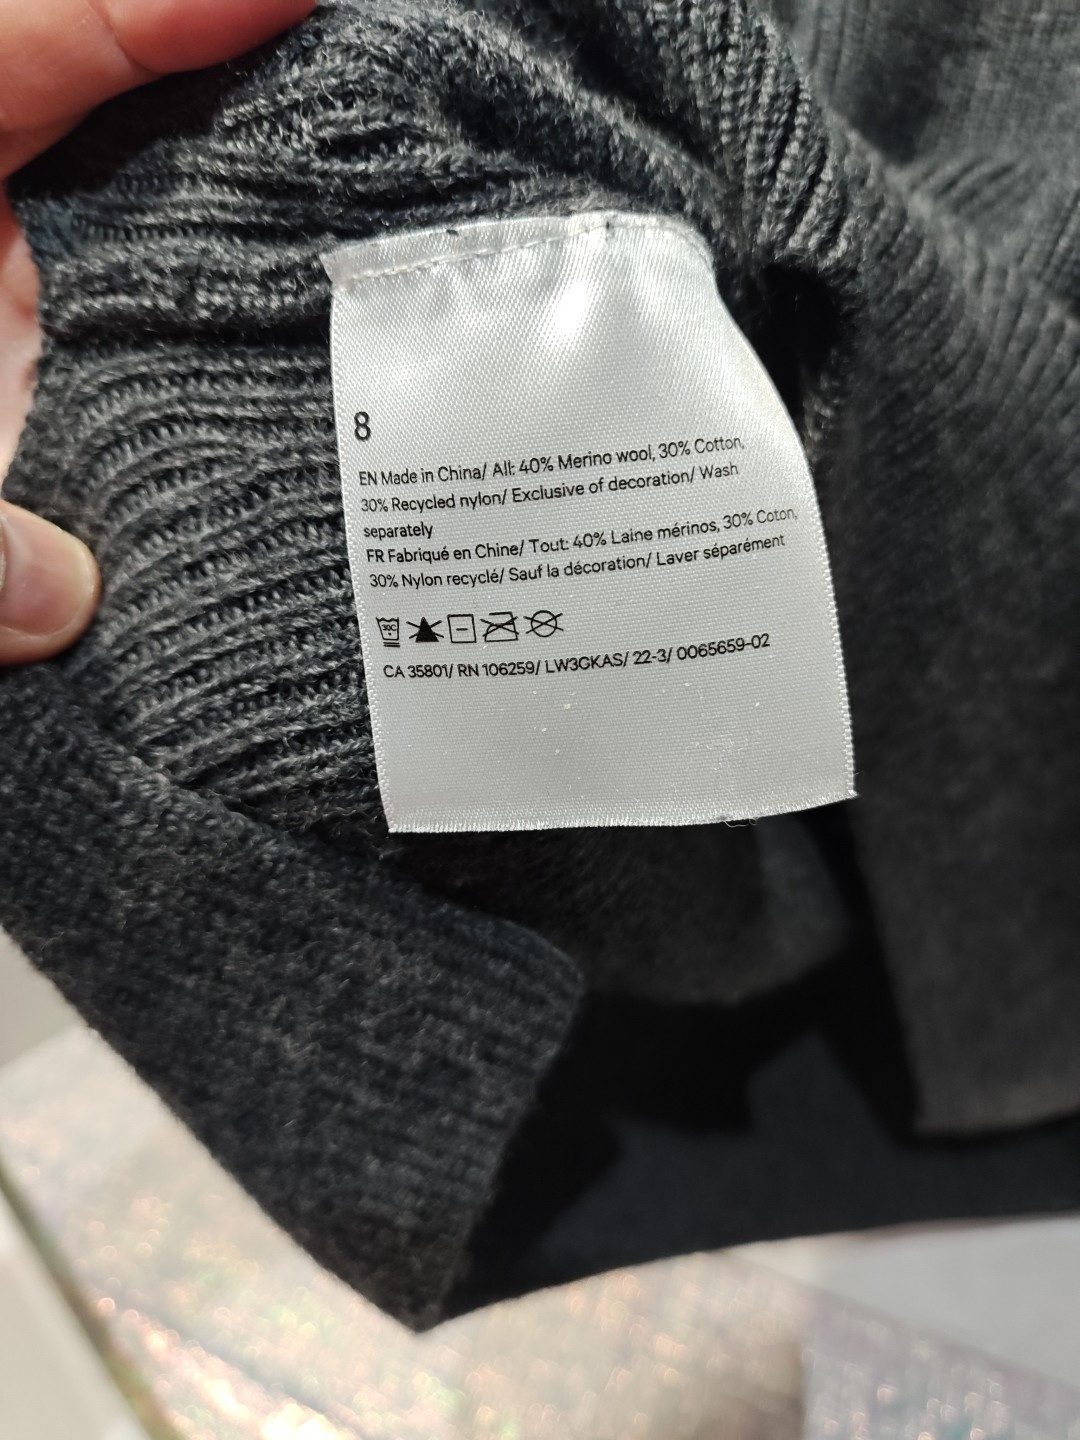 8
EN Made in China/ All: 40% Merino wool, 30% Cotton,
30% Recycled nylon/ Exclusive of decoration/ Wash
separately
FR Fabriqué en Chine/ Tout: 40% Laine mérinos, 30% Coton,
30% Nylon recyclé/ Sauf la décoration/ Laver séparément
30C
CA 35801/ RN 106259/ LW3GKAS/ 22-3/ 0065659-02